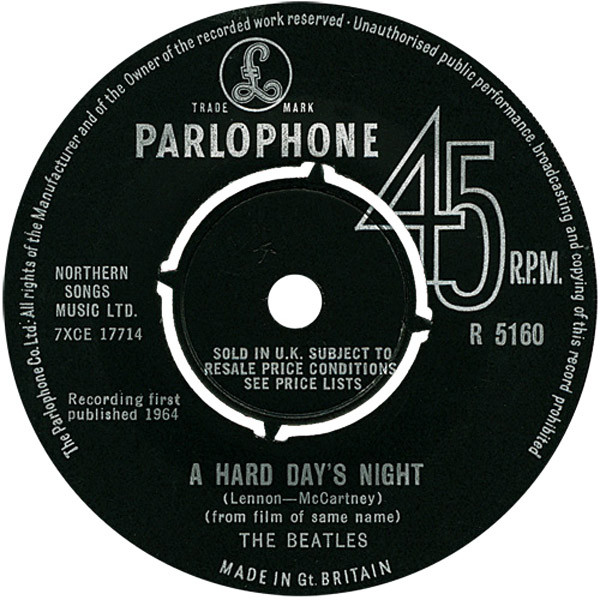 The Parlophone Co. Ltd. All rights of the Manufacturer and of the Owner of the recorded work reserved · Unauthorised public performance, broadcasting and copying of this record prohibited
£
TRADE MARK
PARLOPHONE
45
R.P.M.
NORTHERN
SONGS
MUSIC LTD.
7XCE 17714
R 5160
SOLD IN U.K. SUBJECT TO
RESALE PRICE CONDITIONS
SEE PRICE LISTS
Recording first
published 1964
A HARD DAY'S NIGHT
(Lennon—McCartney)
(from film of same name)
THE BEATLES
MADE IN Gt. BRITAIN